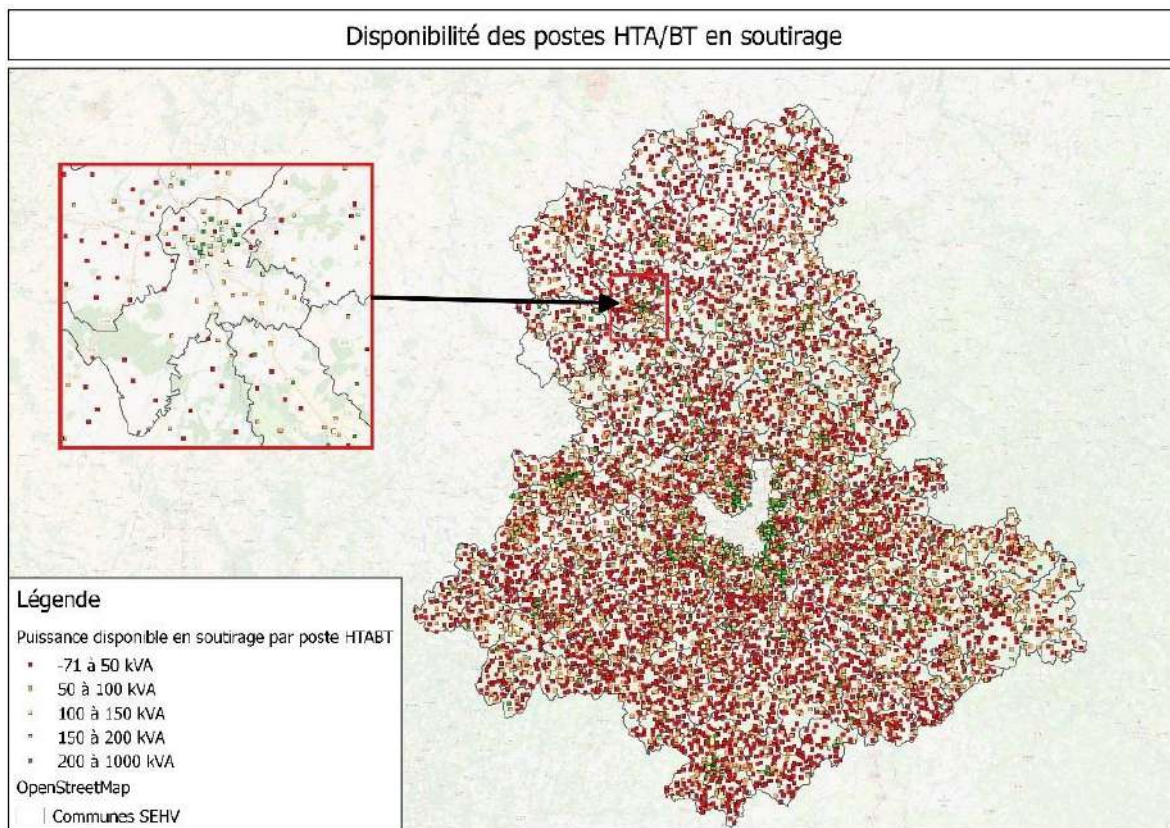 Disponibilité des postes HTA/BT en soutirage
Légende
Puissance disponible en soutirage par poste HTABT
-71 à 50 kVA
50 à 100 kVA
100 à 150 kVA
150 à 200 kVA
200 à 1000 kVA
OpenStreetMap
Communes SEHV